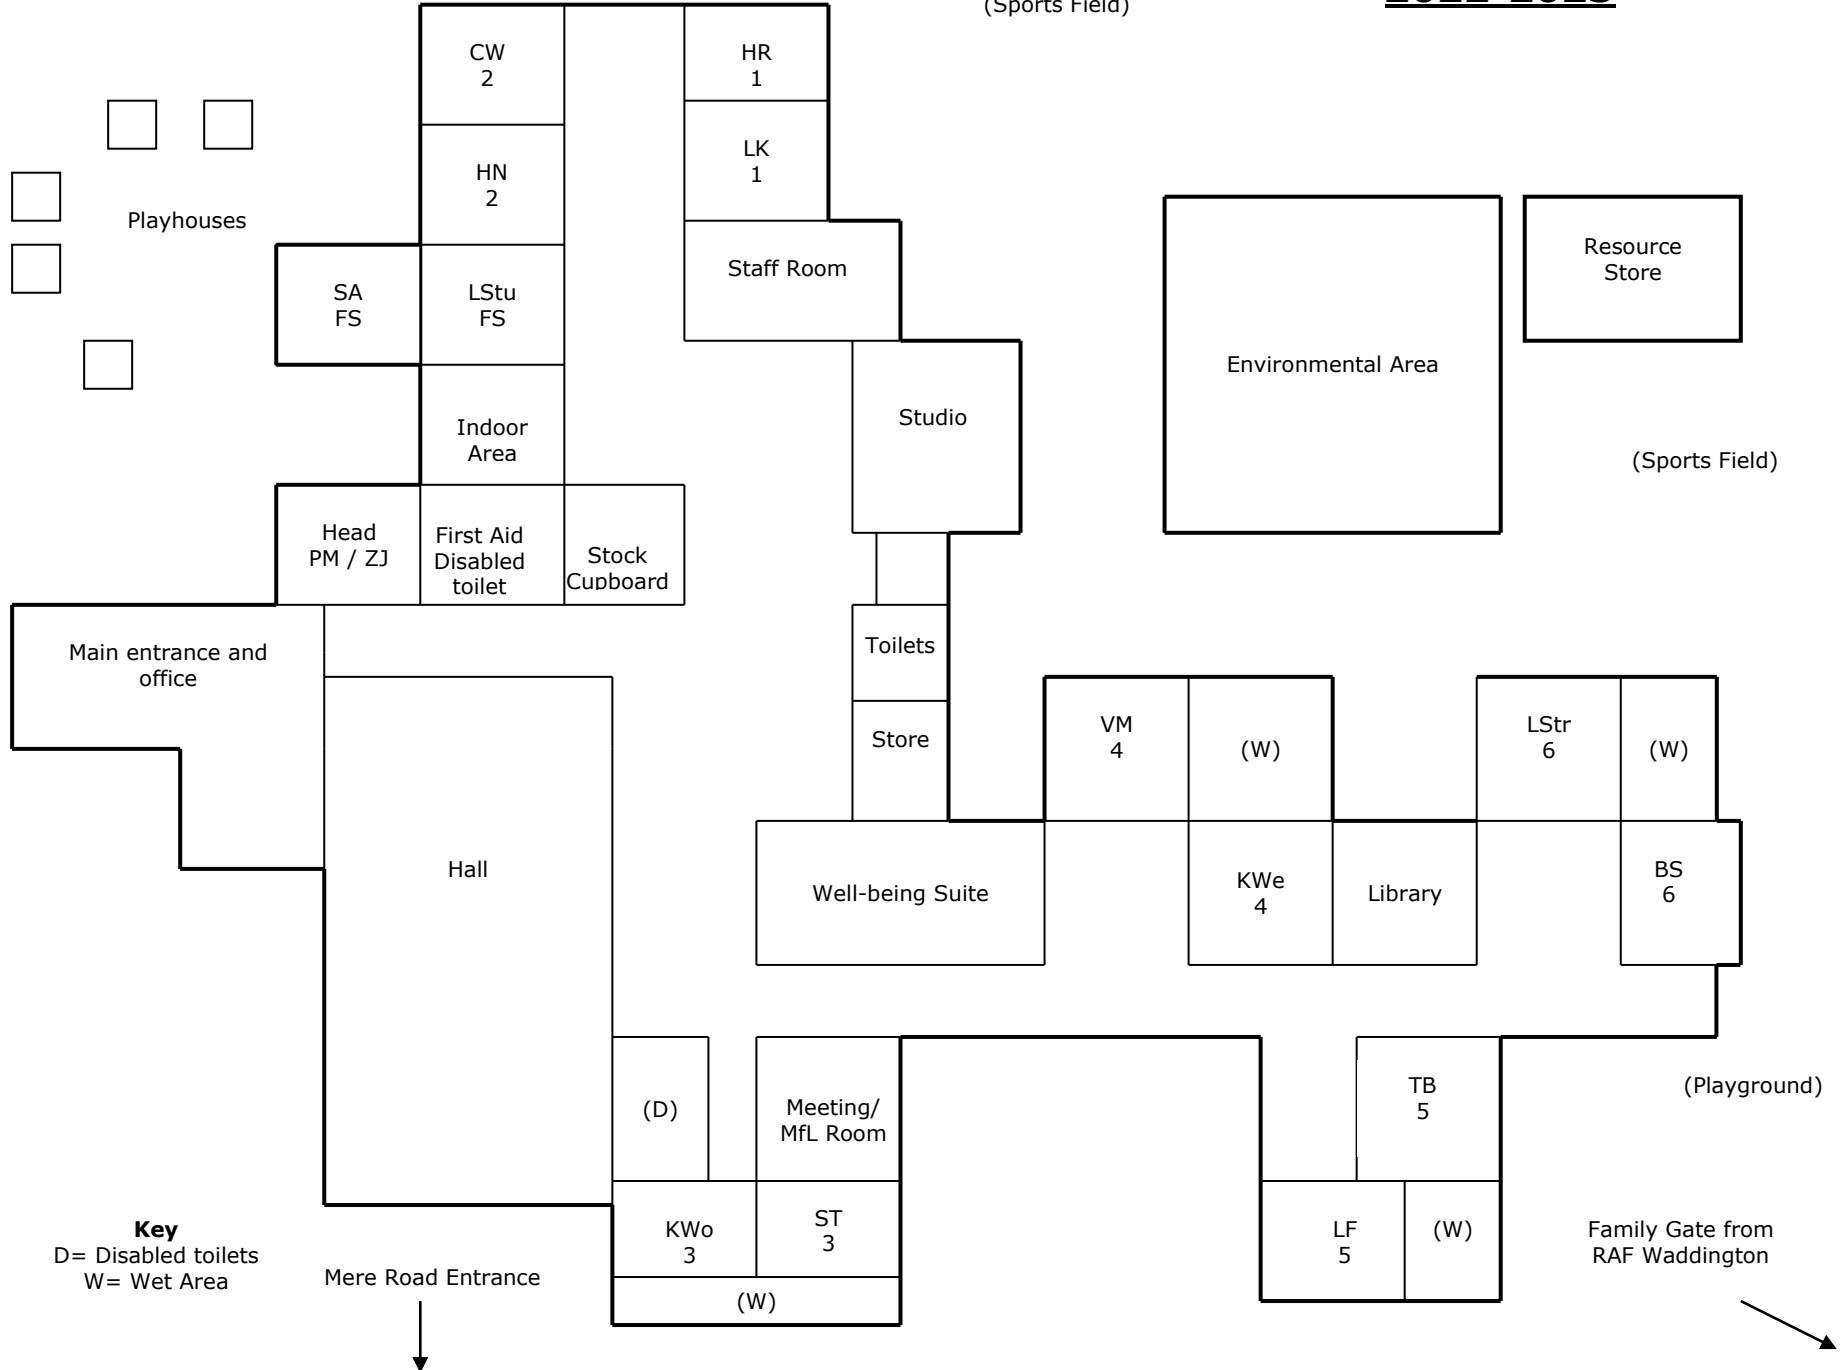 (Sports Field)
CW
2
HR
1
HN
2
LK
1
Playhouses
Staff Room
Resource
Store
SA
FS
LStu
FS
Environmental Area
Studio
Indoor
Area
(Sports Field)
Head
PM / ZJ
First Aid
Disabled
toilet
Stock
Cupboard
Main entrance and
office
Toilets
Store
VM
4
(W)
LStr
6
(W)
Hall
Well-being Suite
KWe
4
Library
BS
6
(D)
Meeting/
MfL Room
TB
5
(Playground)
Key
D= Disabled toilets
W= Wet Area
Mere Road Entrance
KWo
3
ST
3
(W)
LF
5
(W)
Family Gate from
RAF Waddington